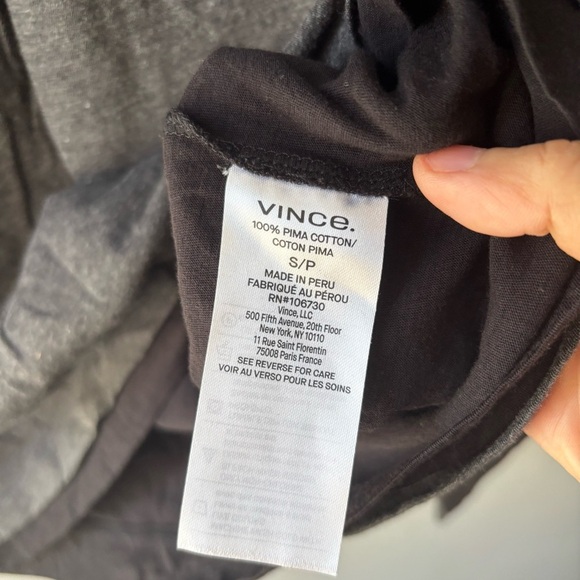 VINCE.
100% PIMA COTTON/
COTON PIMA
S/P
MADE IN PERU
FABRIQUÉ AU PÉROU
RN#106730
Vince, LLC
500 Fifth Avenue, 20th Floor
New York, NY 10110
11 Rue Saint Florentin
75008 Paris France
SEE REVERSE FOR CARE
VOIR AU VERSO POUR LES SOINS